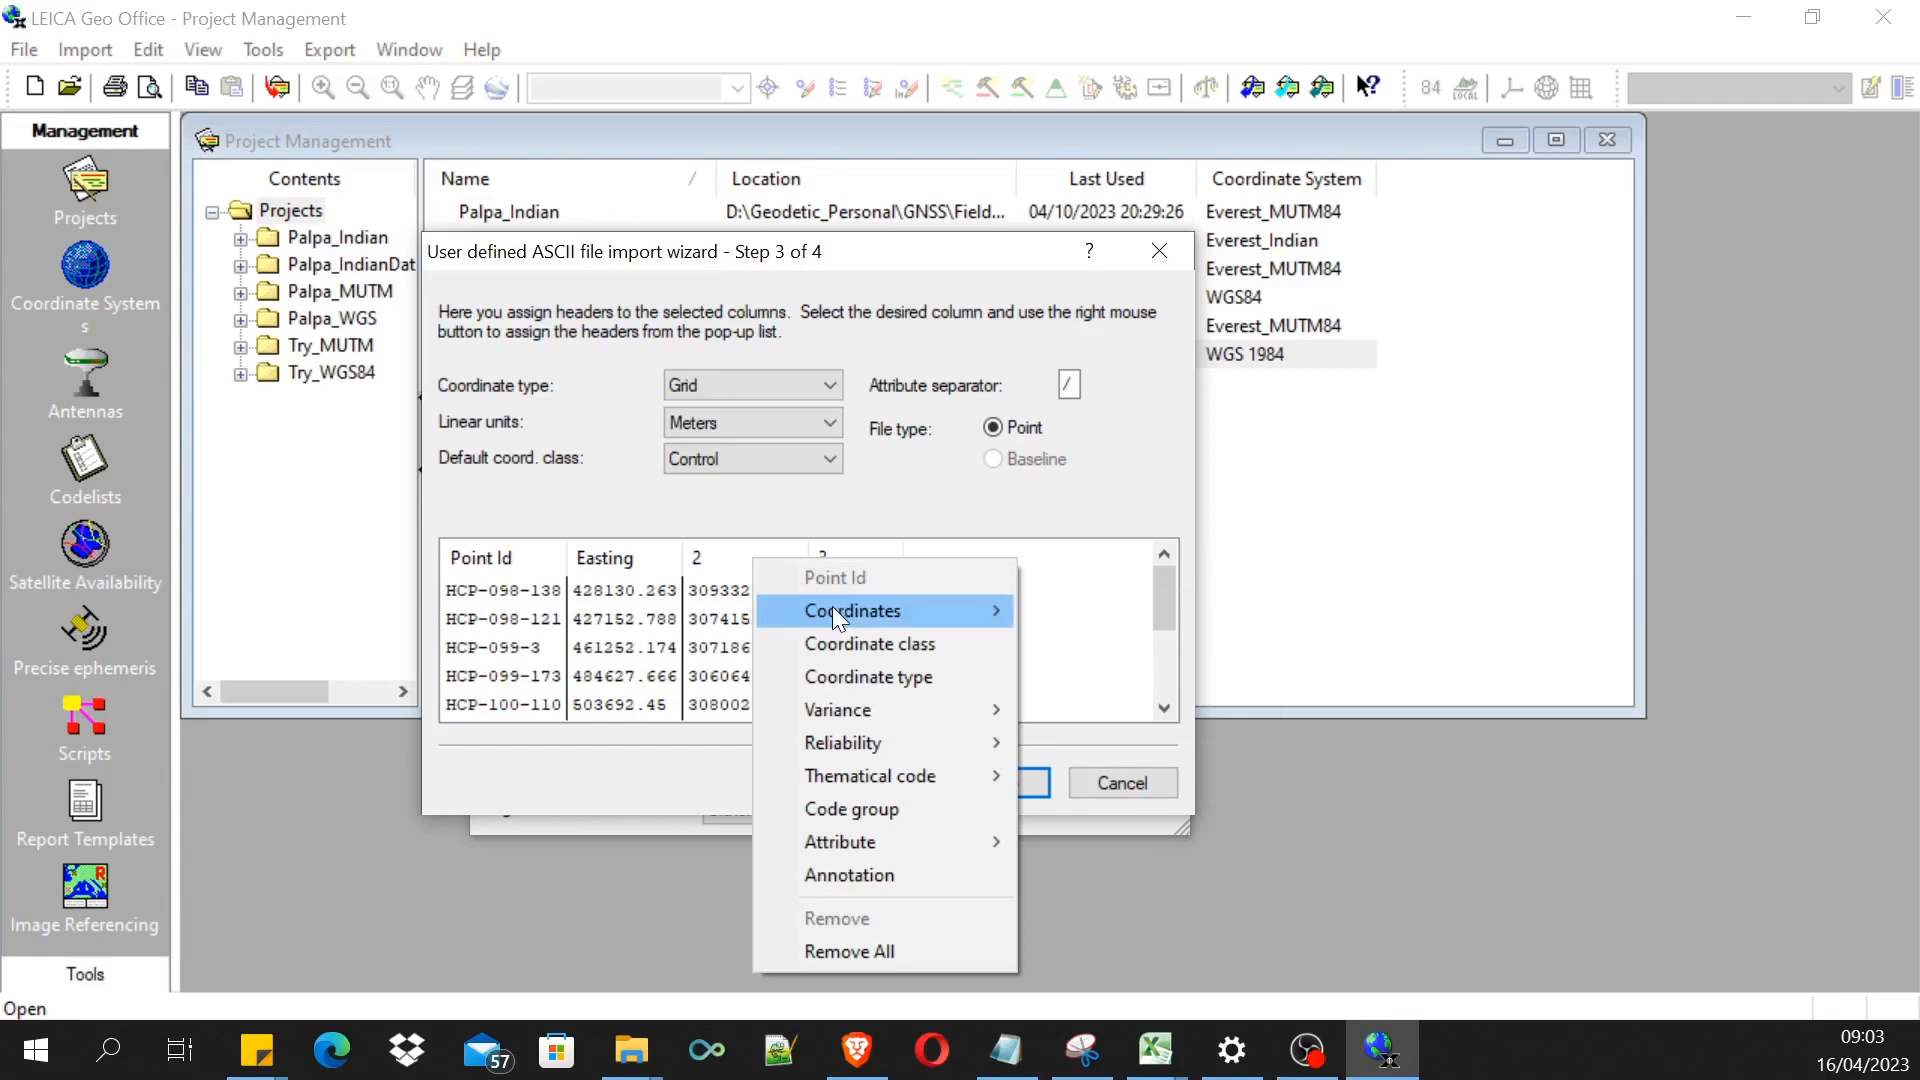 LEICA Geo Office - Project Management
File Import Edit View Tools Export Window Help
84 LOCAL
Management
Projects
Coordinate System
s
Antennas
Codelists
Satellite Availability
Precise ephemeris
Scripts
Report Templates
Image Referencing
Tools
Project Management
Contents
Projects
Palpa_Indian
Palpa_IndianDat
Palpa_MUTM
Palpa_WGS
Try_MUTM
Try_WGS84
Name / Location Last Used Coordinate System
Palpa_Indian D:\Geodetic_Personal\GNSS\Field... 04/10/2023 20:29:26 Everest_MUTM84
Everest_Indian
Everest_MUTM84
WGS84
Everest_MUTM84
WGS 1984
User defined ASCII file import wizard - Step 3 of 4 ?
Here you assign headers to the selected columns. Select the desired column and use the right mouse
button to assign the headers from the pop-up list.
Coordinate type: Grid Attribute separator: /
Linear units: Meters File type: Point
Default coord. class: Control Baseline
Point Id Easting 2
HCP-098-138 428130.263 309332
HCP-098-121 427152.788 307415
HCP-099-3 461252.174 307186
HCP-099-173 484627.666 306064
HCP-100-110 503692.45 308002
Point Id
Coordinates
Coordinate class
Coordinate type
Variance
Reliability
Thematical code
Code group
Attribute
Annotation
Remove
Remove All
Cancel
Open
57
09:03
16/04/2023